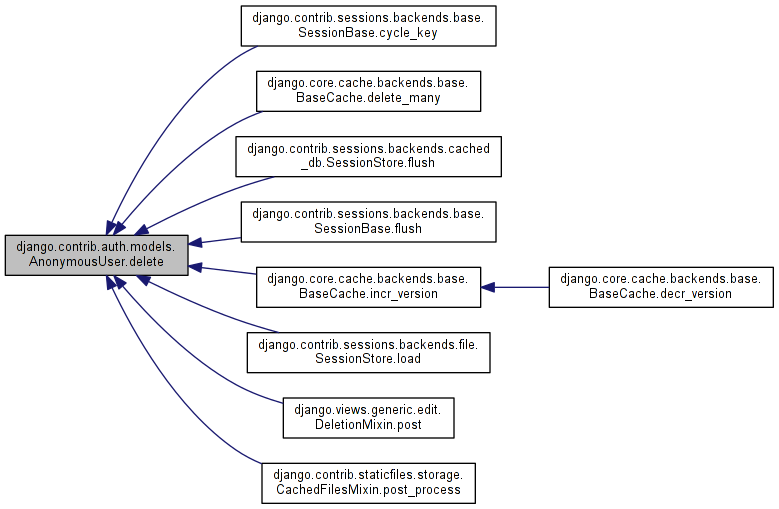 django.contrib.sessions.backends.base.
SessionBase.cycle_key
django.core.cache.backends.base.
BaseCache.delete_many
django.contrib.sessions.backends.cached
_db.SessionStore.flush
django.contrib.sessions.backends.base.
SessionBase.flush
django.contrib.auth.models.
AnonymousUser.delete
django.core.cache.backends.base.
BaseCache.incr_version
django.core.cache.backends.base.
BaseCache.decr_version
django.contrib.sessions.backends.file.
SessionStore.load
django.views.generic.edit.
DeletionMixin.post
django.contrib.staticfiles.storage.
CachedFilesMixin.post_process